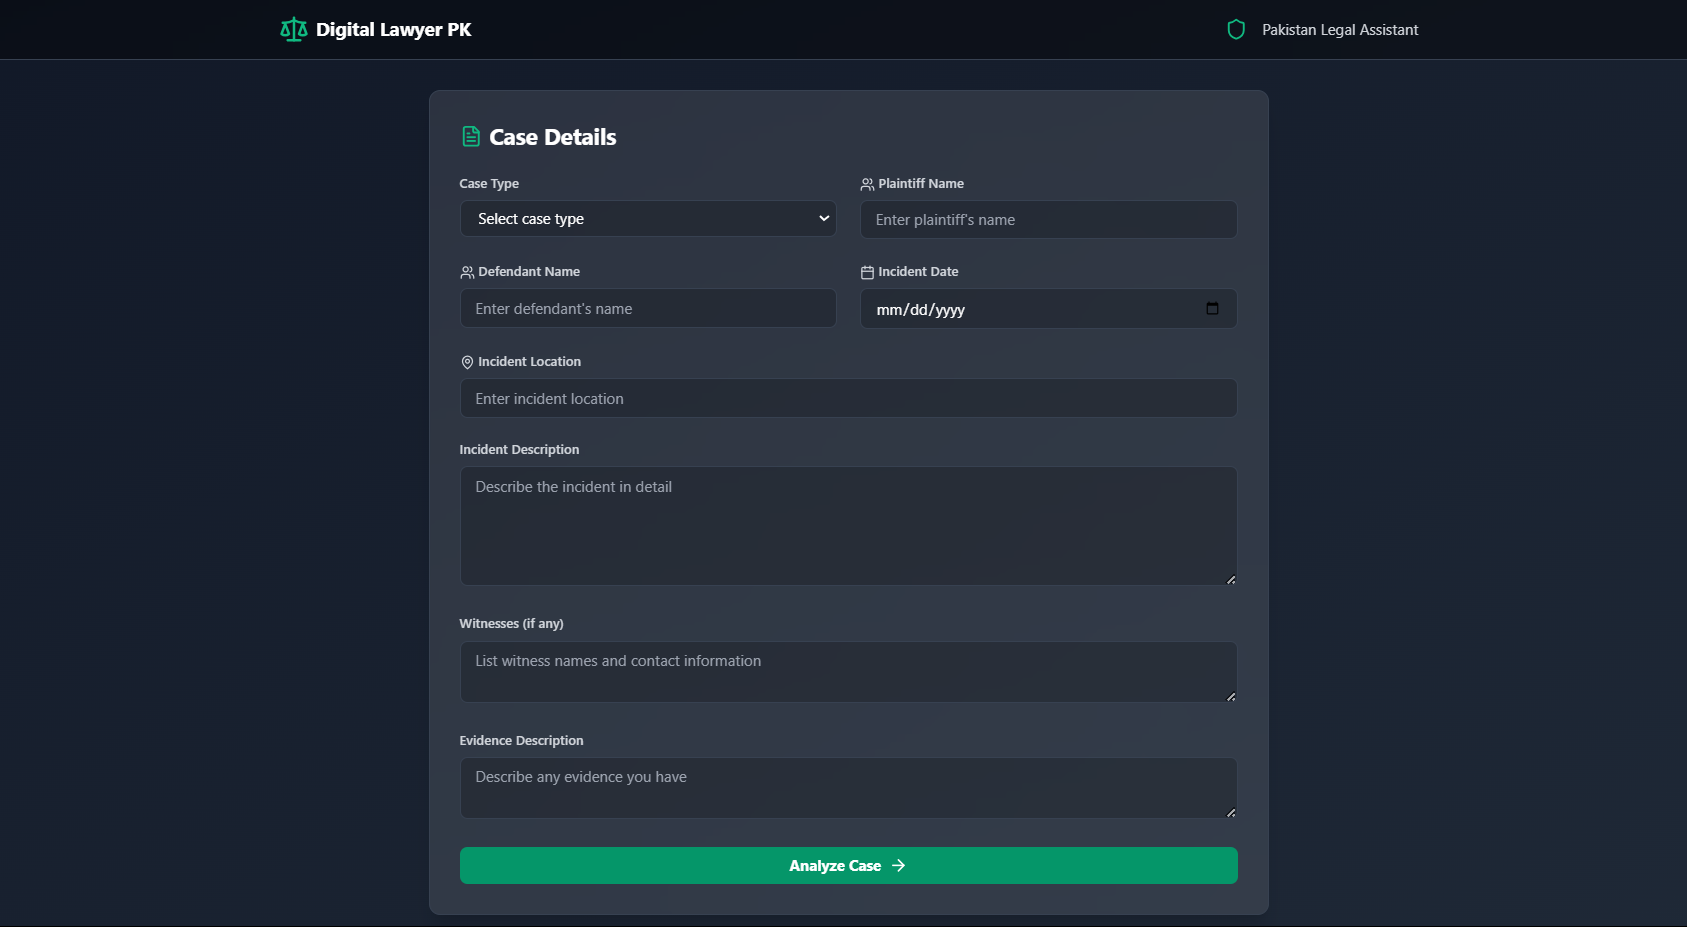 Digital Lawyer PK
Pakistan Legal Assistant
Case Details
Case Type
Select case type
Plaintiff Name
Enter plaintiff's name
Defendant Name
Enter defendant's name
Incident Date
mm/dd/yyyy
Incident Location
Enter incident location
Incident Description
Describe the incident in detail
Witnesses (if any)
List witness names and contact information
Evidence Description
Describe any evidence you have
Analyze Case →